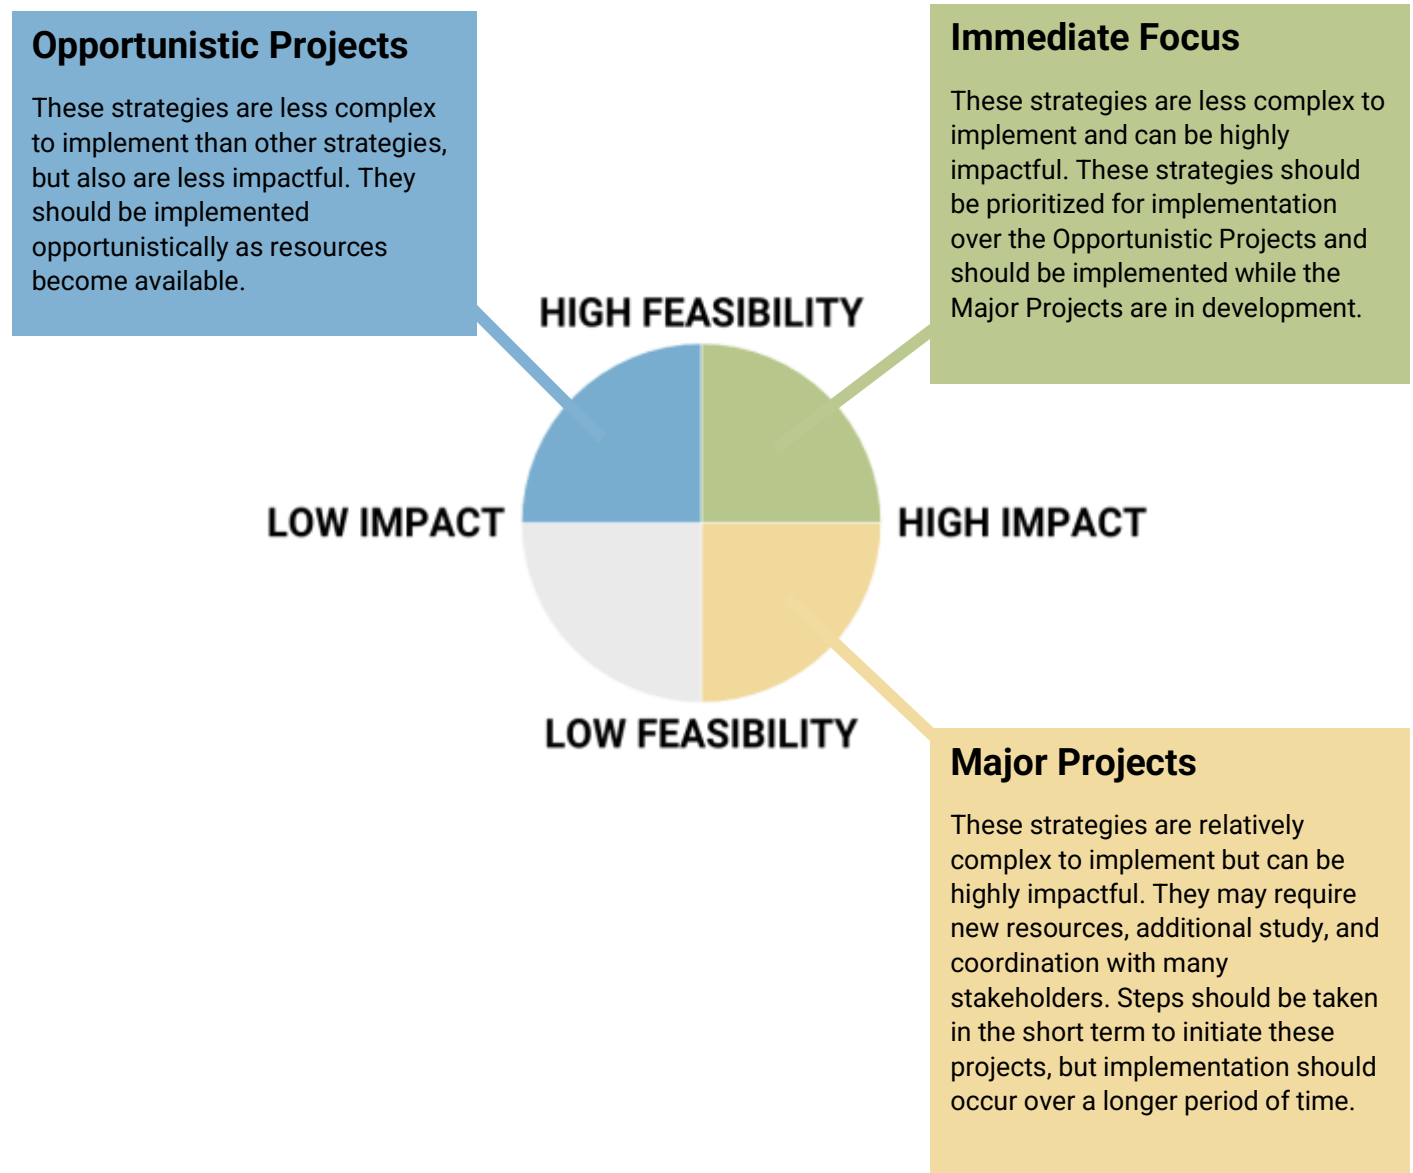 Opportunistic Projects
These strategies are less complex
to implement than other strategies,
but also are less impactful. They
should be implemented
opportunistically as resources
become available.
Immediate Focus
These strategies are less complex to
implement and can be highly
impactful. These strategies should
be prioritized for implementation
over the Opportunistic Projects and
should be implemented while the
Major Projects are in development.
HIGH FEASIBILITY
LOW IMPACT
HIGH IMPACT
LOW FEASIBILITY
Major Projects
These strategies are relatively
complex to implement but can be
highly impactful. They may require
new resources, additional study, and
coordination with many
stakeholders. Steps should be taken
in the short term to initiate these
projects, but implementation should
occur over a longer period of time.